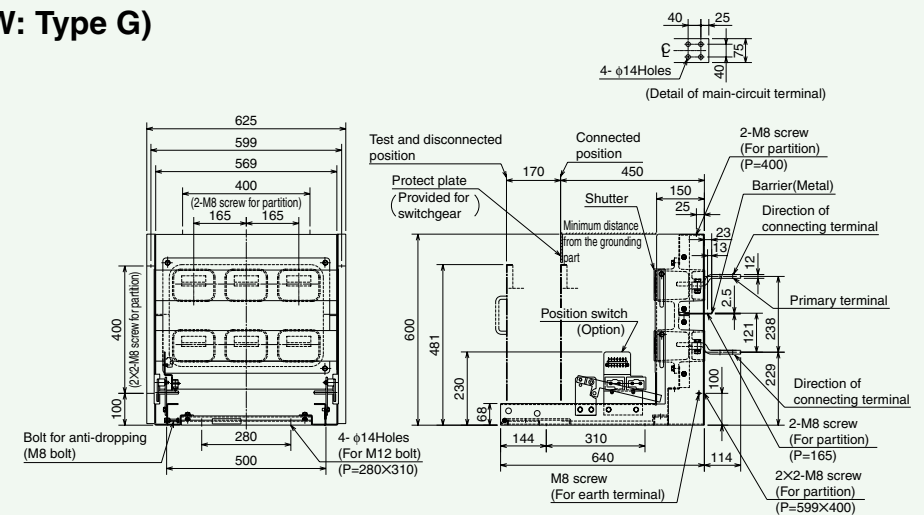 W: Type G)
40
25
C
L
75
40
4- φ14Holes
(Detail of main-circuit terminal)
625
599
569
400
(2-M8 screw for partition)
165
165
400
(2×2-M8 screw for partition)
100
Bolt for anti-dropping
(M8 bolt)
280
500
4- φ14Holes
(For M12 bolt)
(P=280×310)
Test and disconnected
position
Connected
position
170
450
Protect plate
(Provided for
switchgear)
Shutter
150
25
2-M8 screw
(For partition)
(P=400)
Barrier(Metal)
Direction of
connecting terminal
23
13
12
Minimum distance
from the grounding
part
600
481
230
68
Position switch
(Option)
2.5
Primary terminal
121
238
229
100
Direction of
connecting terminal
144
310
640
114
2-M8 screw
(For partition)
(P=165)
M8 screw
(For earth terminal)
2×2-M8 screw
(For partition)
(P=599×400)